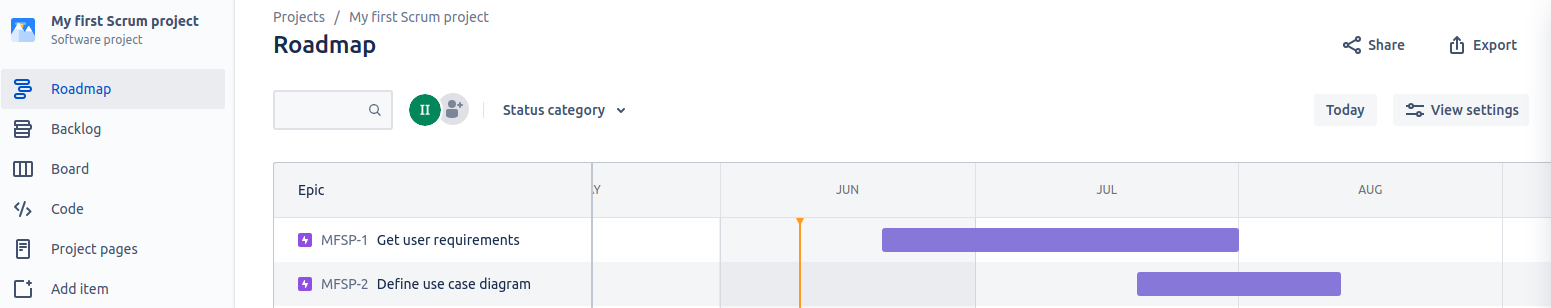 My first Scrum project
Software project
Roadmap
Backlog
Board
Code
Project pages
Add item
Projects / My first Scrum project
Roadmap
Share
Export
II
Status category
Today
View settings
Epic
JUN
JUL
AUG
MFSP-1 Get user requirements
MFSP-2 Define use case diagram